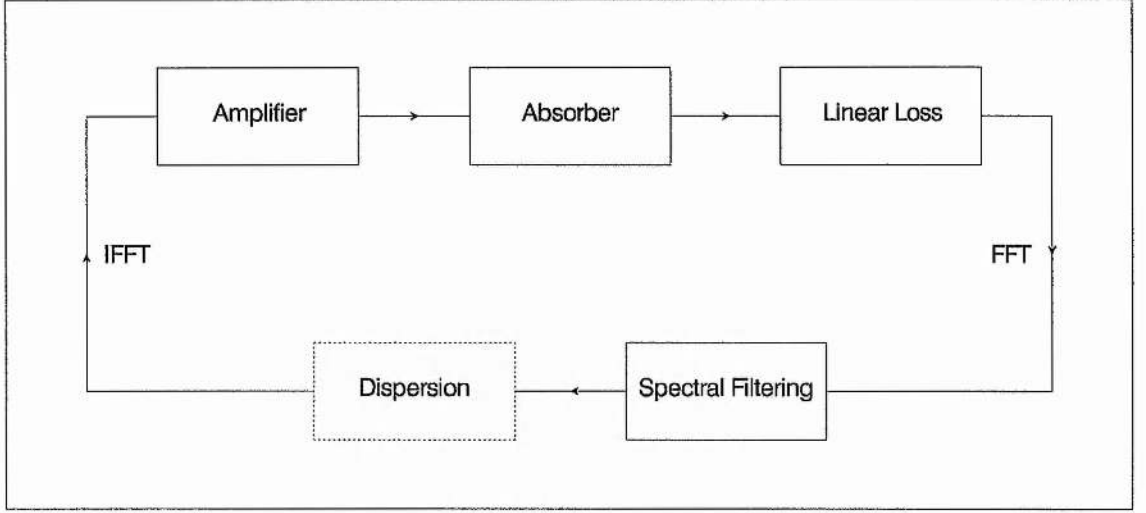 Amplifier
Absorber
Linear Loss
IFFT
FFT
Dispersion
Spectral Filtering